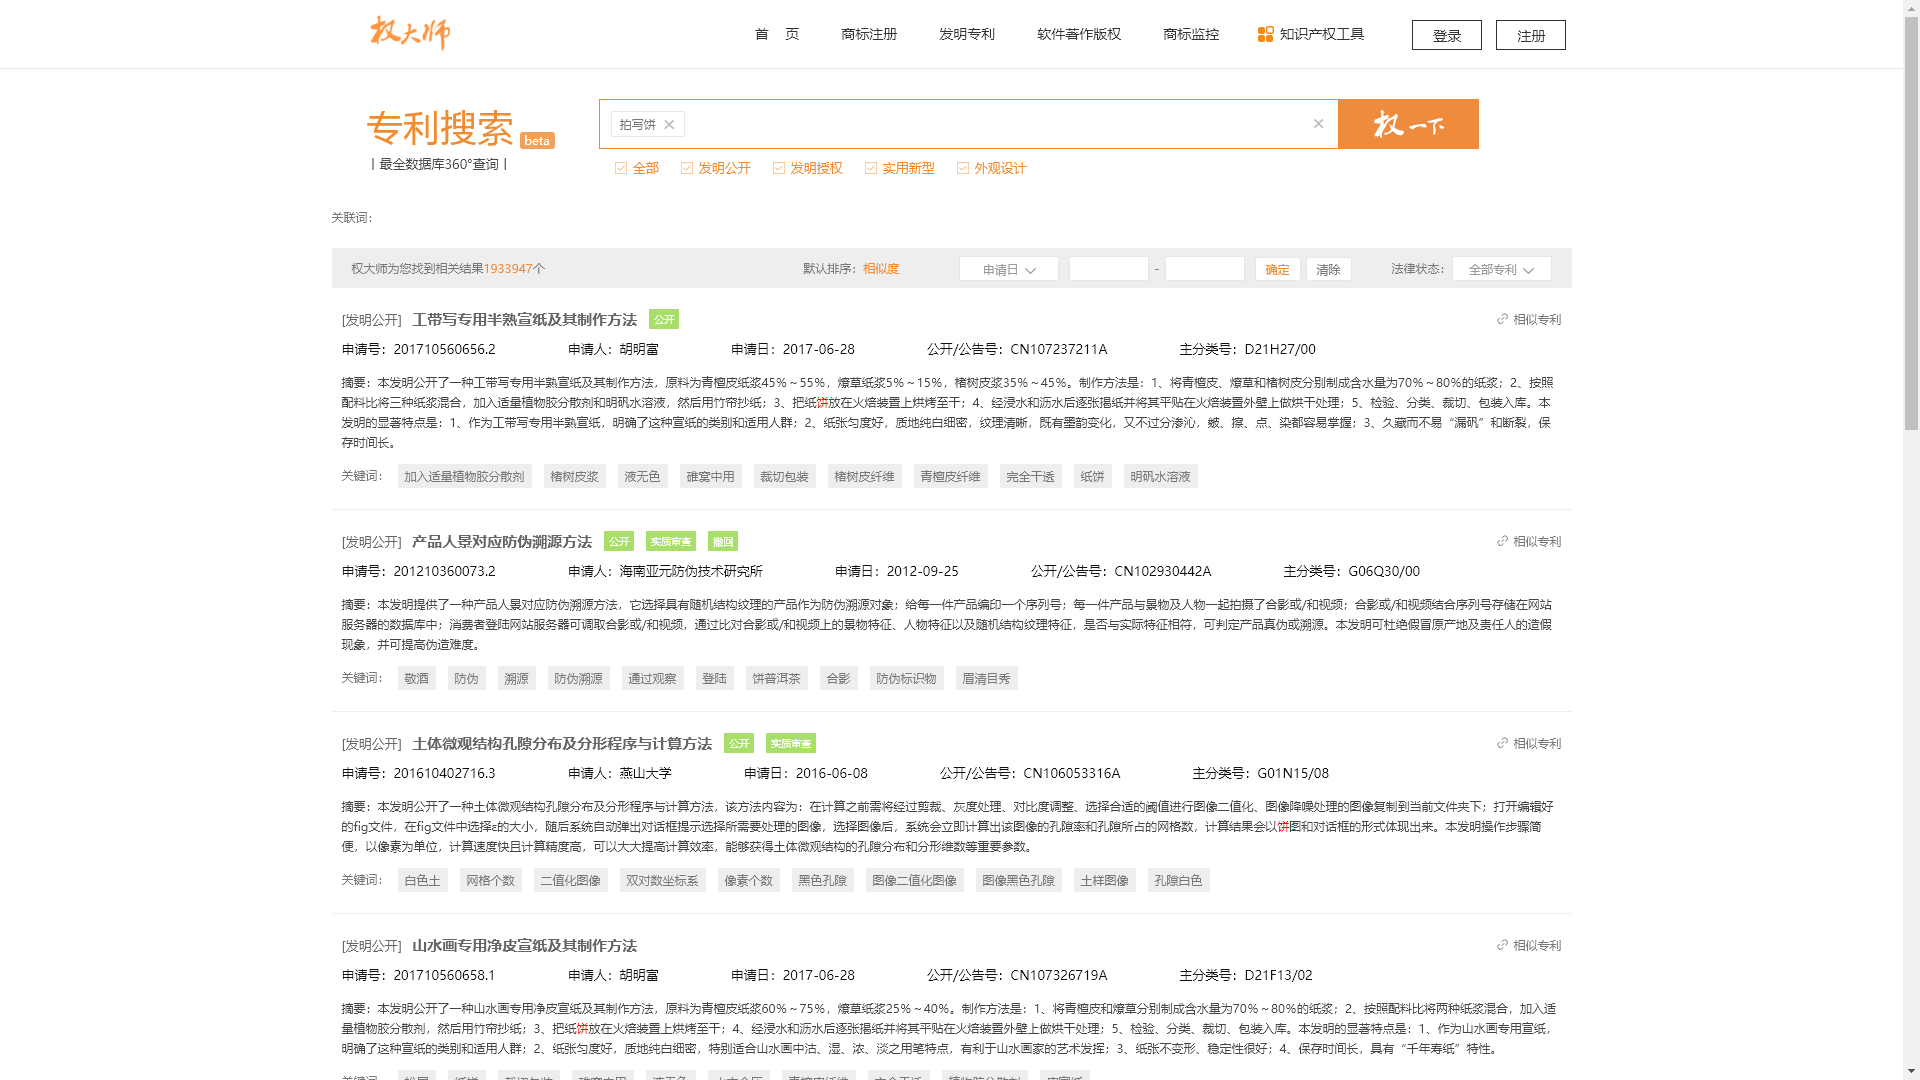 权大师
首 页 商标注册 发明专利 软件著作版权 商标监控 知识产权工具 登录 注册
专利搜索 beta
丨最全数据库360°查询丨
拍写饼
权一下
全部 发明公开 发明授权 实用新型 外观设计
关联词:
权大师为您找到相关结果1933947个 默认排序：相似度 申请日 - 确定 清除 法律状态： 全部专利
[发明公开] 工带写专用半熟宣纸及其制作方法 公开 相似专利
申请号：201710560656.2 申请人：胡明富 申请日：2017-06-28 公开/公告号：CN107237211A 主分类号：D21H27/00
摘要：本发明公开了一种工带写专用半熟宣纸及其制作方法，原料为青檀皮纸浆45%～55%，燎草纸浆5%～15%，楮树皮浆35%～45%。制作方法是：1、将青檀皮、燎草和楮树皮分别制成含水量为70%～80%的纸浆；2、按照
配料比将三种纸浆混合，加入适量植物胶分散剂和明矾水溶液，然后用竹帘抄纸；3、把纸饼放在火焙装置上烘烤至干；4、经浸水和沥水后逐张揭纸并将其平贴在火焙装置外壁上做烘干处理；5、检验、分类、裁切、包装入库。本
发明的显著特点是：1、作为工带写专用半熟宣纸，明确了这种宣纸的类别和适用人群；2、纸张匀度好，质地纯白细密，纹理清晰，既有墨韵变化，又不过分渗沁，皴、擦、点、染都容易掌握；3、久藏而不易“漏矾”和断裂，保
存时间长。
关键词： 加入适量植物胶分散剂 楮树皮浆 液无色 碓窝中用 裁切包装 楮树皮纤维 青檀皮纤维 完全干透 纸饼 明矾水溶液
[发明公开] 产品人景对应防伪溯源方法 公开 实质审查 撤回 相似专利
申请号：201210360073.2 申请人：海南亚元防伪技术研究所 申请日：2012-09-25 公开/公告号：CN102930442A 主分类号：G06Q30/00
摘要：本发明提供了一种产品人景对应防伪溯源方法，它选择具有随机结构纹理的产品作为防伪溯源对象；给每一件产品编印一个序列号；每一件产品与景物及人物一起拍摄了合影或/和视频；合影或/和视频结合序列号存储在网站
服务器的数据库中；消费者登陆网站服务器可调取合影或/和视频，通过比对合影或/和视频上的景物特征、人物特征以及随机结构纹理特征，是否与实际特征相符，可判定产品真伪或溯源。本发明可杜绝假冒原产地及责任人的造假
现象，并可提高伪造难度。
关键词： 敬酒 防伪 溯源 防伪溯源 通过观察 登陆 饼普洱茶 合影 防伪标识物 眉清目秀
[发明公开] 土体微观结构孔隙分布及分形程序与计算方法 公开 实质审查 相似专利
申请号：201610402716.3 申请人：燕山大学 申请日：2016-06-08 公开/公告号：CN106053316A 主分类号：G01N15/08
摘要：本发明公开了一种土体微观结构孔隙分布及分形程序与计算方法，该方法内容为：在计算之前需将经过剪裁、灰度处理、对比度调整、选择合适的阈值进行图像二值化、图像降噪处理的图像复制到当前文件夹下；打开编辑好
的fig文件，在fig文件中选择ε的大小，随后系统自动弹出对话框提示选择所需要处理的图像，选择图像后，系统会立即计算出该图像的孔隙率和孔隙所占的网格数，计算结果会以饼图和对话框的形式体现出来。本发明操作步骤简
便，以像素为单位，计算速度快且计算精度高，可以大大提高计算效率，能够获得土体微观结构的孔隙分布和分形维数等重要参数。
关键词： 白色土 网格个数 二值化图像 双对数坐标系 像素个数 黑色孔隙 图像二值化图像 图像黑色孔隙 土样图像 孔隙白色
[发明公开] 山水画专用净皮宣纸及其制作方法 相似专利
申请号：201710560658.1 申请人：胡明富 申请日：2017-06-28 公开/公告号：CN107326719A 主分类号：D21F13/02
摘要：本发明公开了一种山水画专用净皮宣纸及其制作方法，原料为青檀皮纸浆60%～75%，燎草纸浆25%～40%。制作方法是：1、将青檀皮和燎草分别制成含水量为70%～80%的纸浆；2、按照配料比将两种纸浆混合，加入适
量植物胶分散剂，然后用竹帘抄纸；3、把纸饼放在火焙装置上烘烤至干；4、经浸水和沥水后逐张揭纸并将其平贴在火焙装置外壁上做烘干处理；5、检验、分类、裁切、包装入库。本发明的显著特点是：1、作为山水画专用宣纸，
明确了这种宣纸的类别和适用人群；2、纸张匀度好，质地纯白细密，特别适合山水画中沽、湿、浓、淡之用笔特点，有利于山水画家的艺术发挥；3、纸张不变形、稳定性很好；4、保存时间长，具有“千年寿纸”特性。